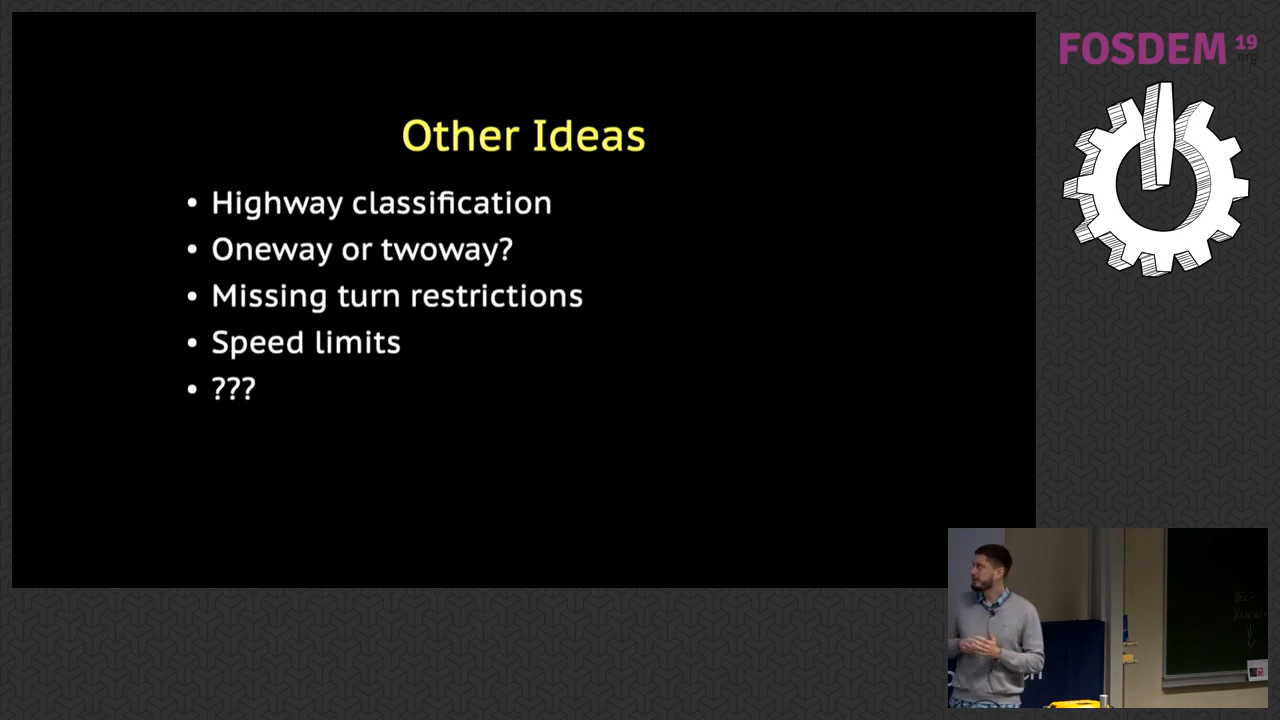 Other Ideas
• Highway classification
• Oneway or twoway?
• Missing turn restrictions
• Speed limits
• ???
FOSDEM 19
.org